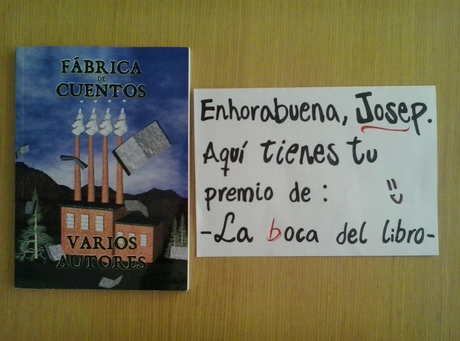 FÁBRICA
DE
CUENTOS
VARIOS
AUTORES
Enhorabuena, Josep.
Aquí tienes tu
premio de : =)
-La boca del libro-